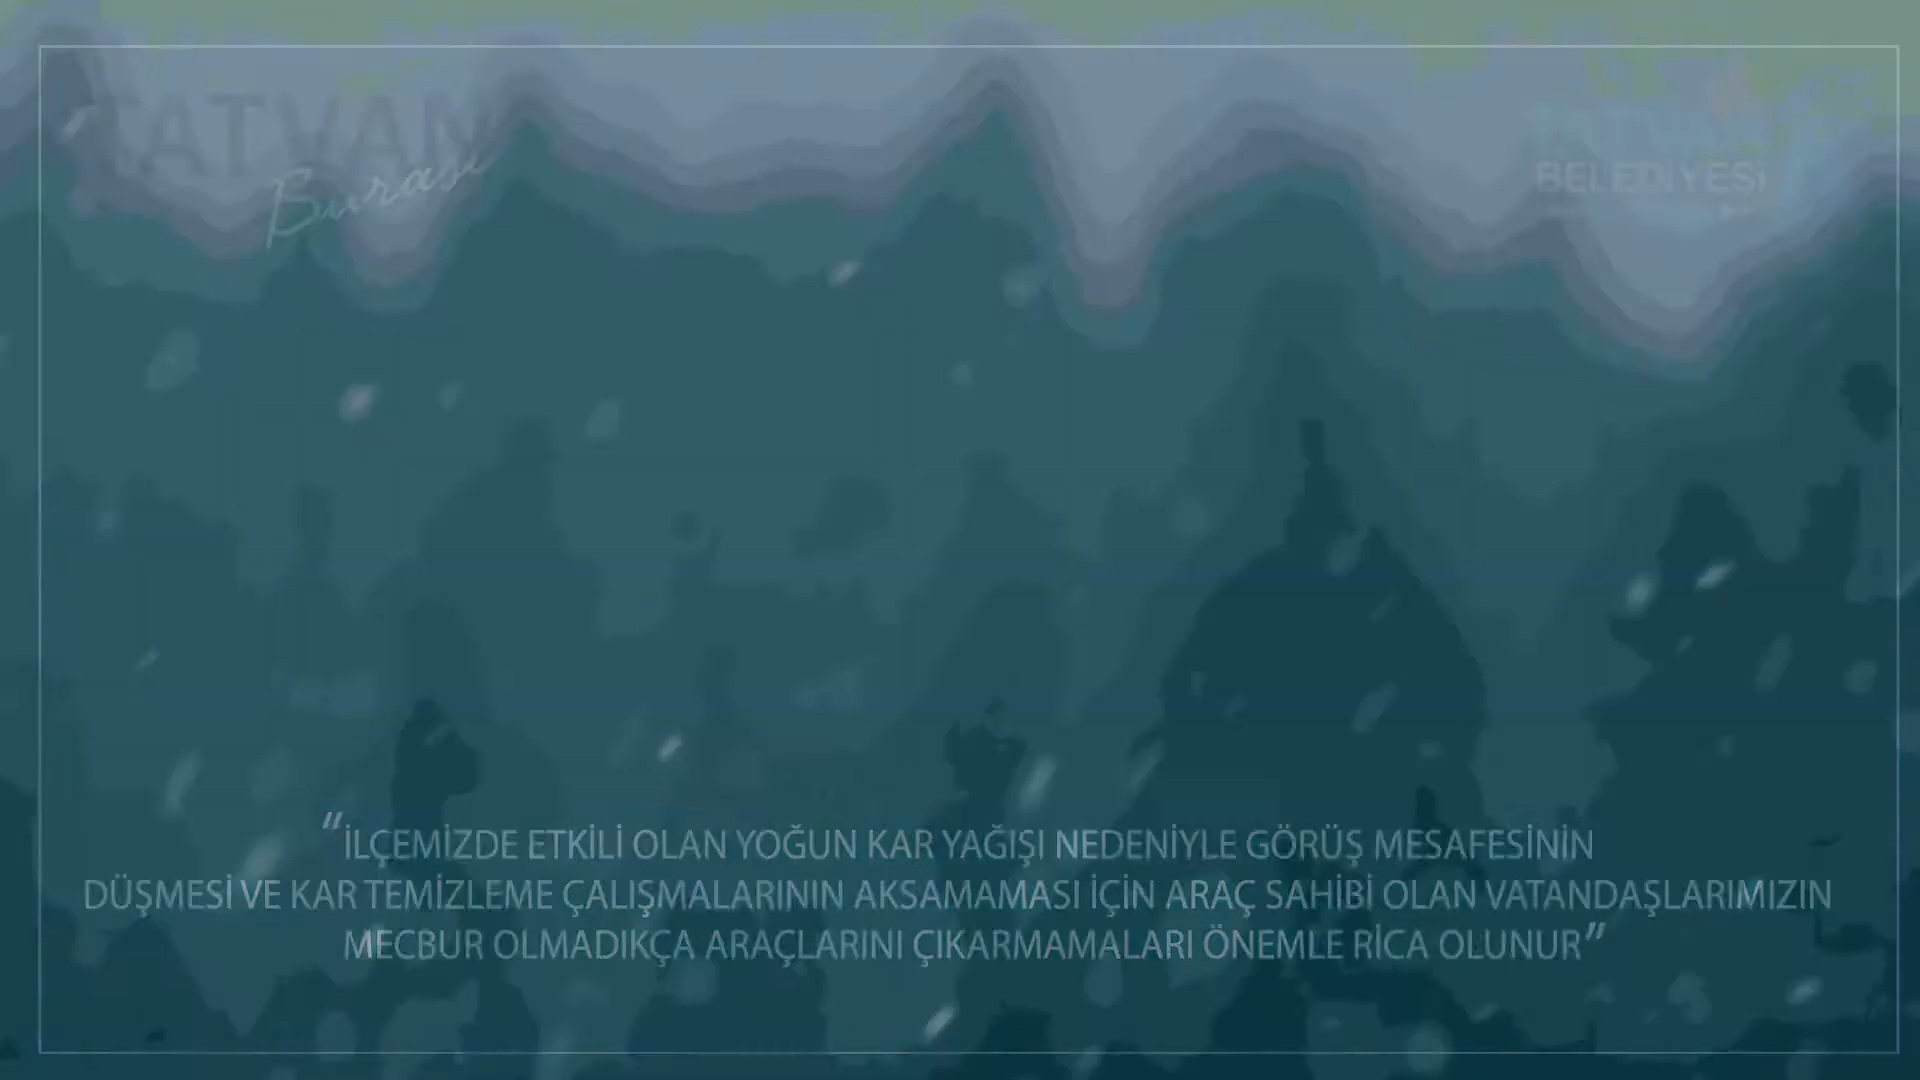 TATVAN
Burası
BELEDİYESİ
"İLÇEMİZDE ETKİLİ OLAN YOĞUN KAR YAĞIŞI NEDENİYLE GÖRÜŞ MESAFESİNİN
DÜŞMESİ VE KAR TEMİZLEME ÇALIŞMALARININ AKSAMAMASI İÇİN ARAÇ SAHİBİ OLAN VATANDAŞLARIMIZIN
MECBUR OLMADIKÇA ARAÇLARINI ÇIKARMAMALARI ÖNEMLE RİCA OLUNUR"